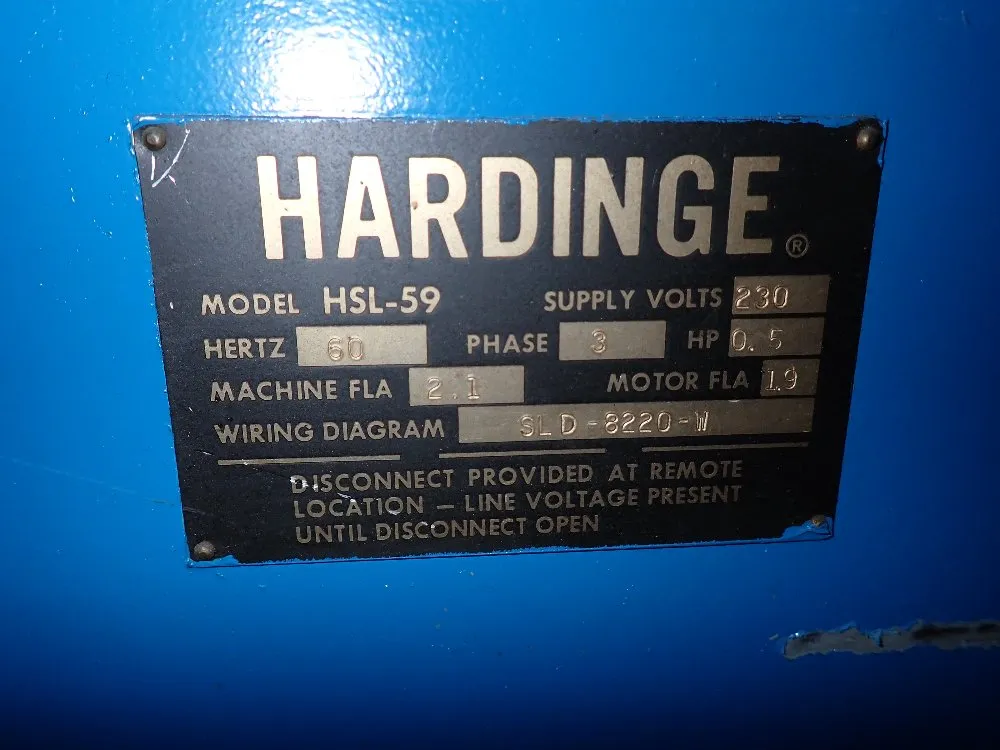 HARDINGE®
MODEL HSL-59 SUPPLY VOLTS 230
HERTZ 60 PHASE 3 HP 0.5
MACHINE FLA 2.1 MOTOR FLA 1.9
WIRING DIAGRAM SLD-8220-W
DISCONNECT PROVIDED AT REMOTE
LOCATION — LINE VOLTAGE PRESENT
UNTIL DISCONNECT OPEN